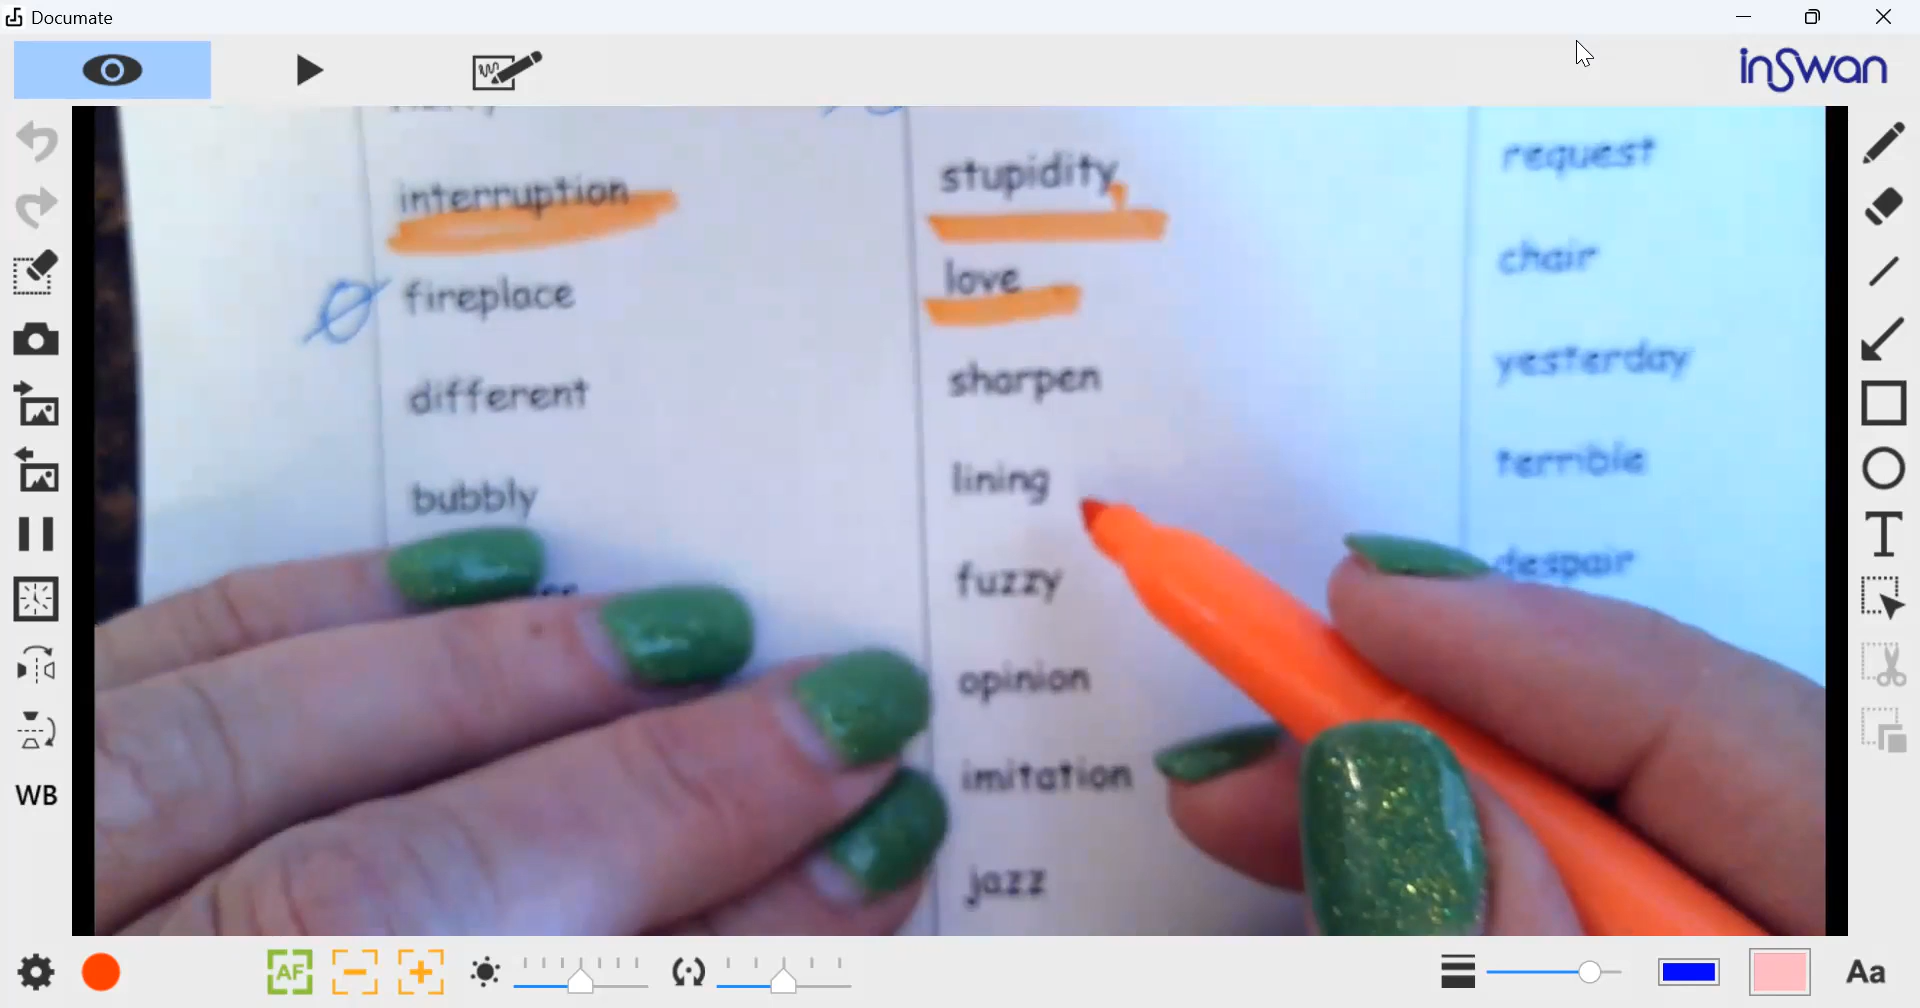 Documate
inSwan
interruption
fireplace
different
bubbly
stupidity
love
sharpen
lining
fuzzy
opinion
imitation
jazz
request
chair
yesterday
terrible
despair
WB
AF
T
Aa